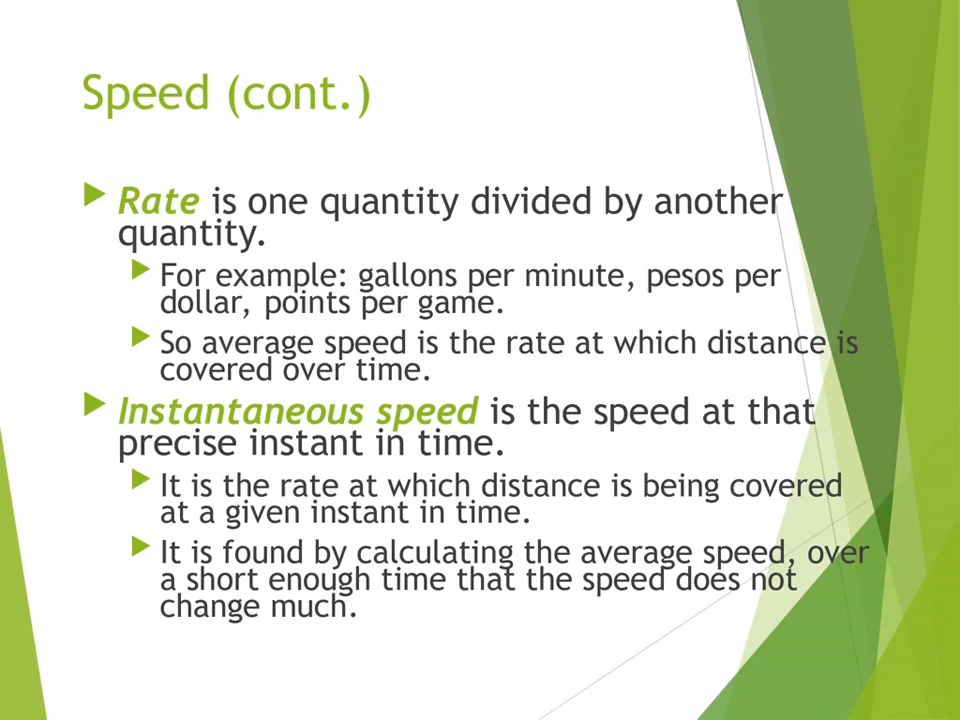 Speed (cont.)
Rate is one quantity divided by another
quantity.
For example: gallons per minute, pesos per
dollar, points per game.
So average speed is the rate at which distance is
covered over time.
Instantaneous speed is the speed at that
precise instant in time.
It is the rate at which distance is being covered
at a given instant in time.
It is found by calculating the average speed, over
a short enough time that the speed does not
change much.